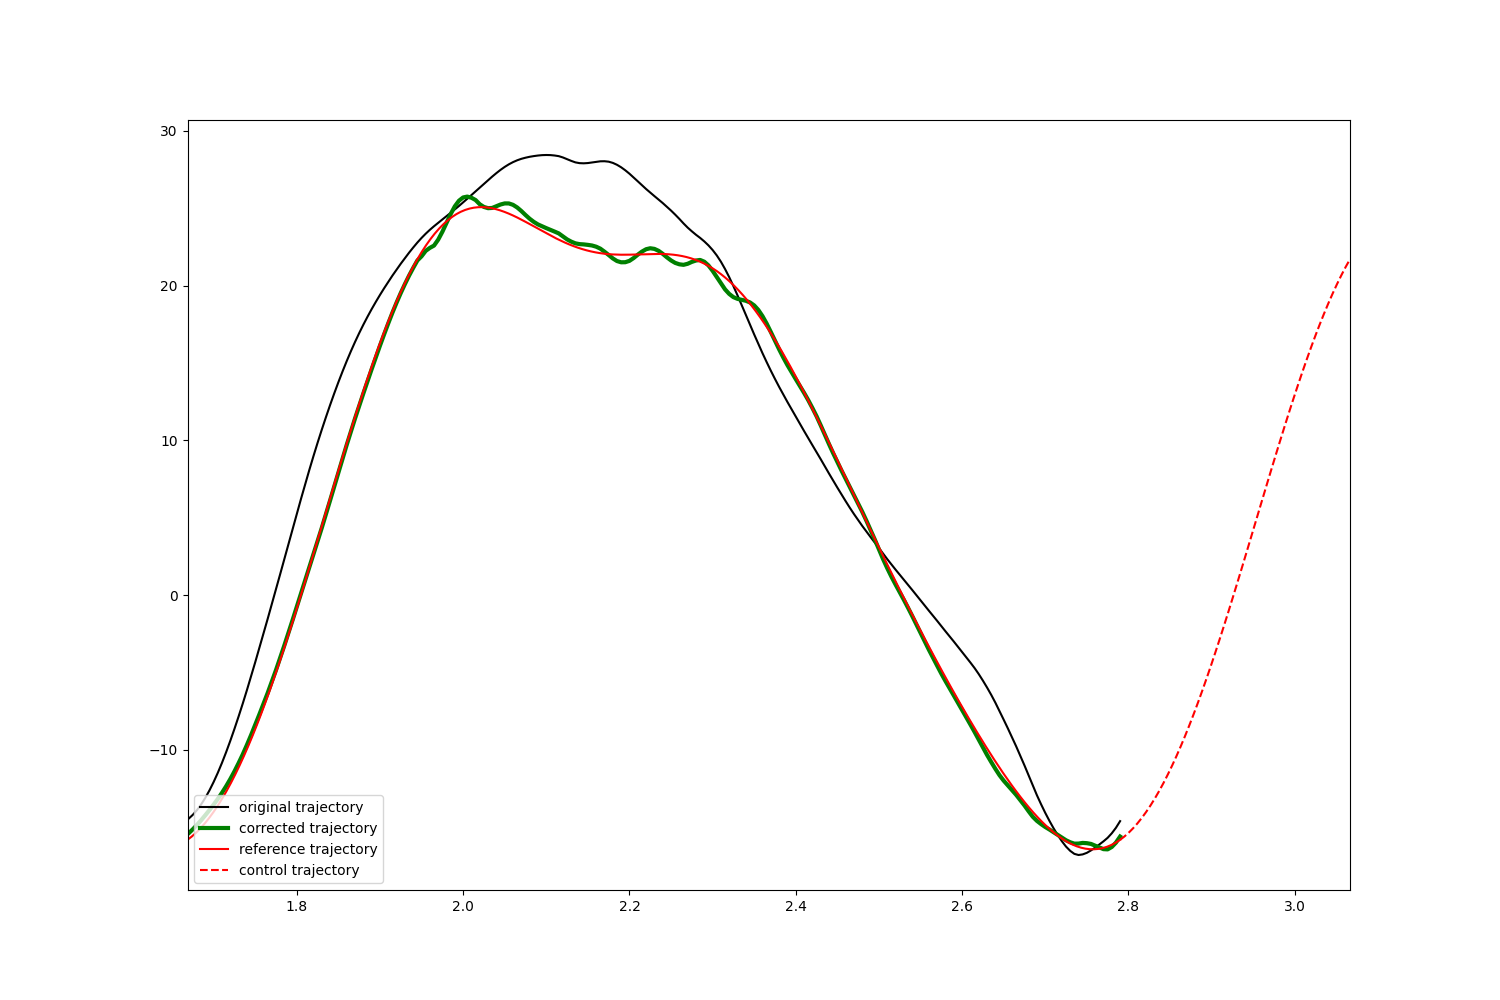 30
20
10
0
−10
original trajectory
corrected trajectory
reference trajectory
control trajectory
1.8 2.0 2.2 2.4 2.6 2.8 3.0